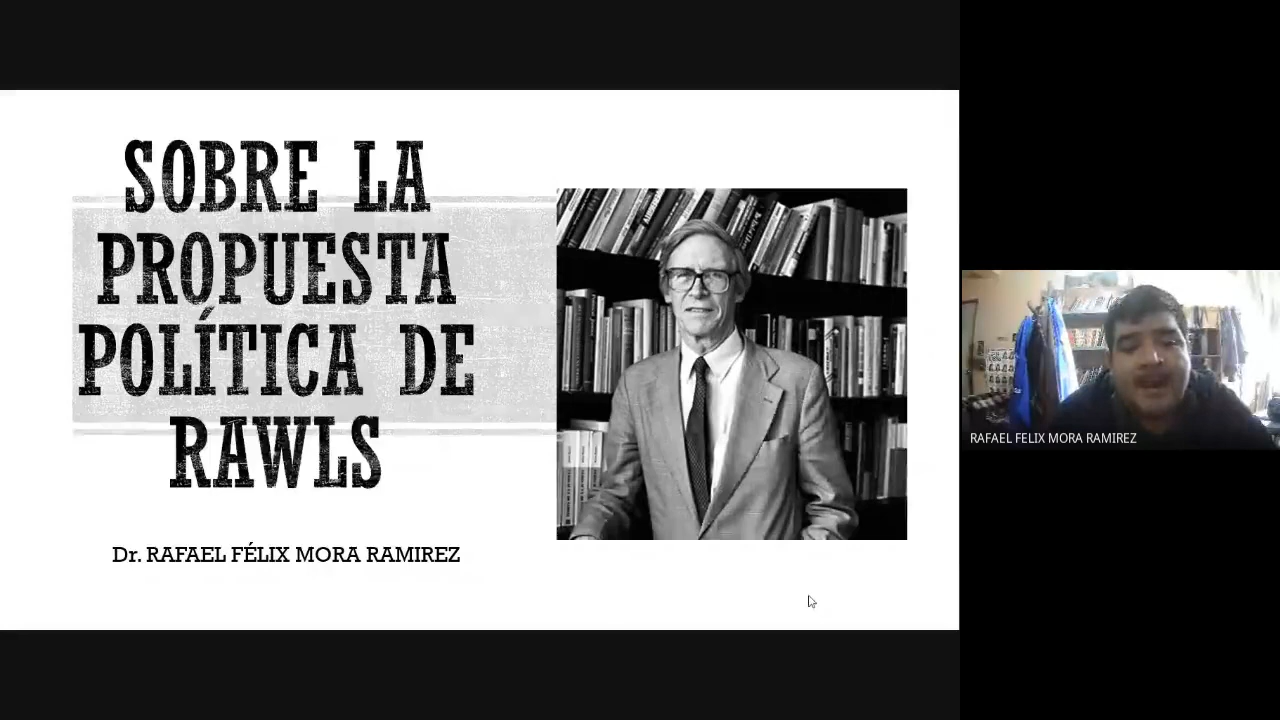 SOBRE LA
PROPUESTA
POLÍTICA DE
RAWLS
Dr. RAFAEL FÉLIX MORA RAMIREZ
RAFAEL FELIX MORA RAMIREZ